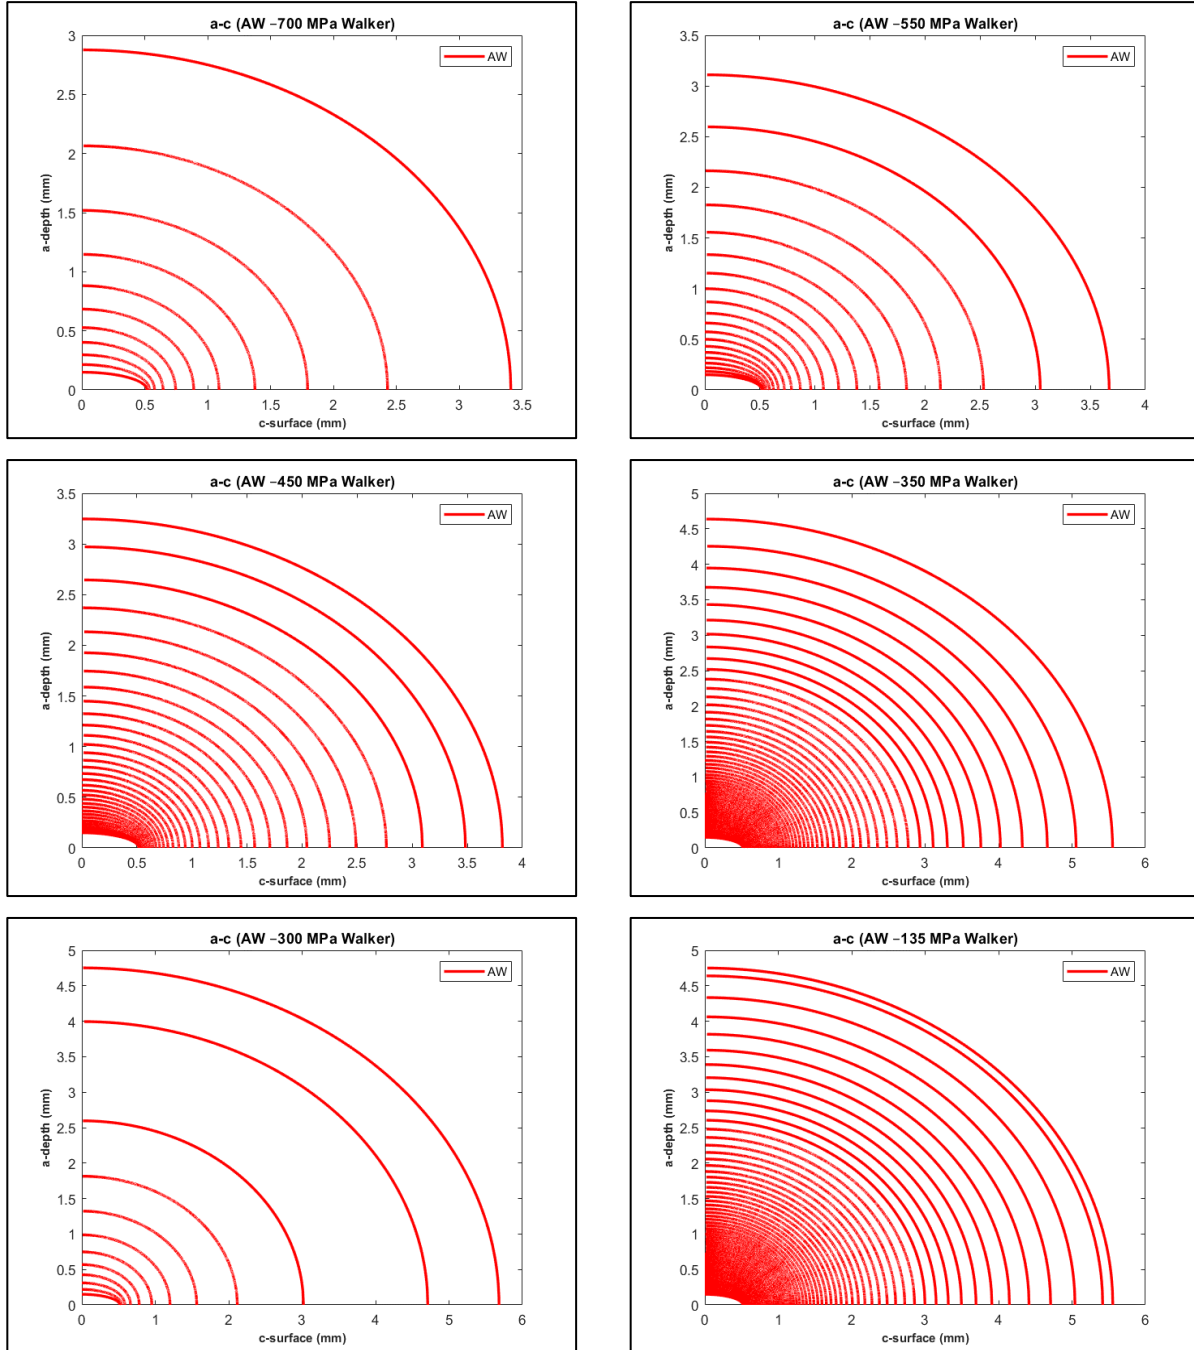 a-c (AW –700 MPa Walker)
AW
3
2.5
2
1.5
1
0.5
0
a-depth (mm)
0 0.5 1 1.5 2 2.5 3 3.5
c-surface (mm)
a-c (AW –550 MPa Walker)
AW
3.5
3
2.5
2
1.5
1
0.5
0
a-depth (mm)
0 0.5 1 1.5 2 2.5 3 3.5 4
c-surface (mm)
a-c (AW –450 MPa Walker)
AW
3.5
3
2.5
2
1.5
1
0.5
0
a-depth (mm)
0 0.5 1 1.5 2 2.5 3 3.5 4
c-surface (mm)
a-c (AW –350 MPa Walker)
AW
5
4.5
4
3.5
3
2.5
2
1.5
1
0.5
0
a-depth (mm)
0 1 2 3 4 5 6
c-surface (mm)
a-c (AW –300 MPa Walker)
AW
5
4.5
4
3.5
3
2.5
2
1.5
1
0.5
0
a-depth (mm)
0 1 2 3 4 5 6
c-surface (mm)
a-c (AW –135 MPa Walker)
AW
5
4.5
4
3.5
3
2.5
2
1.5
1
0.5
0
a-depth (mm)
0 1 2 3 4 5 6
c-surface (mm)